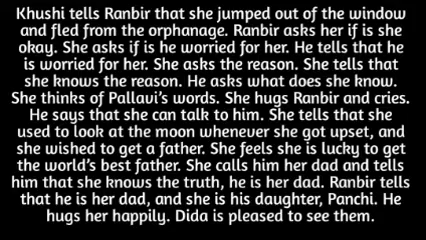 Khushi tells Ranbir that she jumped out of the window
and fled from the orphanage. Ranbir asks her if is she
okay. She asks if is he worried for her. He tells that he
is worried for her. She asks the reason. She tells that
she knows the reason. He asks what does she know.
She thinks of Pallavi’s words. She hugs Ranbir and cries.
He says that she can talk to him. She tells that she
used to look at the moon whenever she got upset, and
she wished to get a father. She feels she is lucky to get
the world’s best father. She calls him her dad and tells
him that she knows the truth, he is her dad. Ranbir tells
that he is her dad, and she is his daughter, Panchi. He
hugs her happily. Dida is pleased to see them.